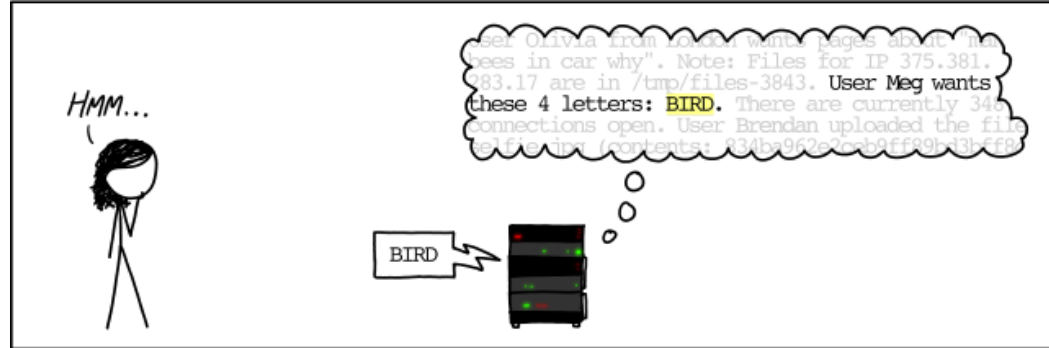 HMM...
User Olivia from London wants pages about "man
bees in car why". Note: Files for IP 375.381.
283.17 are in /tmp/files-3843. User Meg wants
these 4 letters: BIRD. There are currently 348
connections open. User Brendan uploaded the file
selfie.jpg (contents: 834ba962e2ceb9ff89bd3bff8c
BIRD